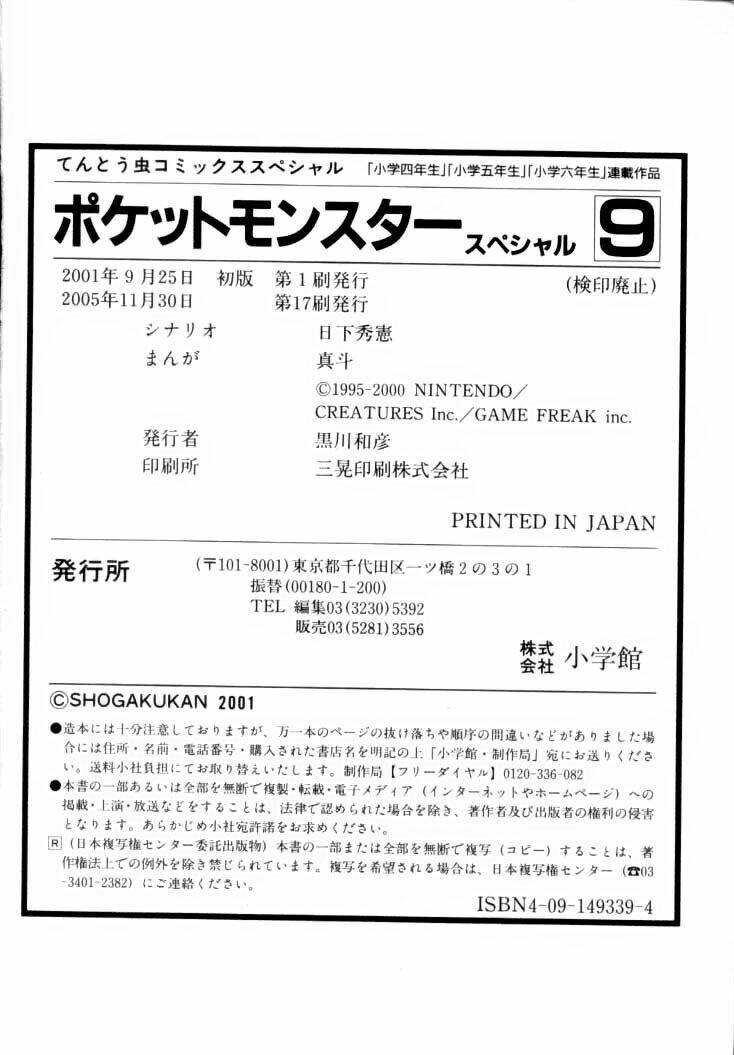 てんとう虫コミックススペシャル 「小学四年生」「小学五年生」「小学六年生」連載作品
ポケットモンスター スペシャル 9
2001年9月25日 初版 第1刷発行 (検印廃止)
2005年11月30日 第17刷発行
シナリオ 日下秀憲
まんが 真斗
©1995-2000 NINTENDO/
CREATURES Inc./GAME FREAK inc.
発行者 黒川和彦
印刷所 三晃印刷株式会社
PRINTED IN JAPAN
発行所 (〒101-8001)東京都千代田区一ツ橋2の3の1
振替(00180-1-200)
TEL 編集03(3230)5392
販売03(5281)3556
株式会社 小学館
©SHOGAKUKAN 2001
●造本には十分注意しておりますが、万一本のページの抜け落ちや順序の間違いなどがありました場
合には住所・名前・電話番号・購入された書店名を明記の上「小学館・制作局」宛にお送りくださ
い。送料小社負担にてお取り替えいたします。制作局【フリーダイヤル】0120-336-082
●本書の一部あるいは全部を無断で複製・転載・電子メディア(インターネットやホームページ)への
掲載・上演・放送などをすることは、法律で認められた場合を除き、著作者及び出版者の権利の侵害
となります。あらかじめ小社宛許諾をお求めください。
R (日本複写権センター委託出版物) 本書の一部または全部を無断で複写(コピー)することは、著
作権法上での例外を除き禁じられています。複写を希望される場合は、日本複写権センター(☎03
-3401-2382)にご連絡ください。
ISBN4-09-149339-4